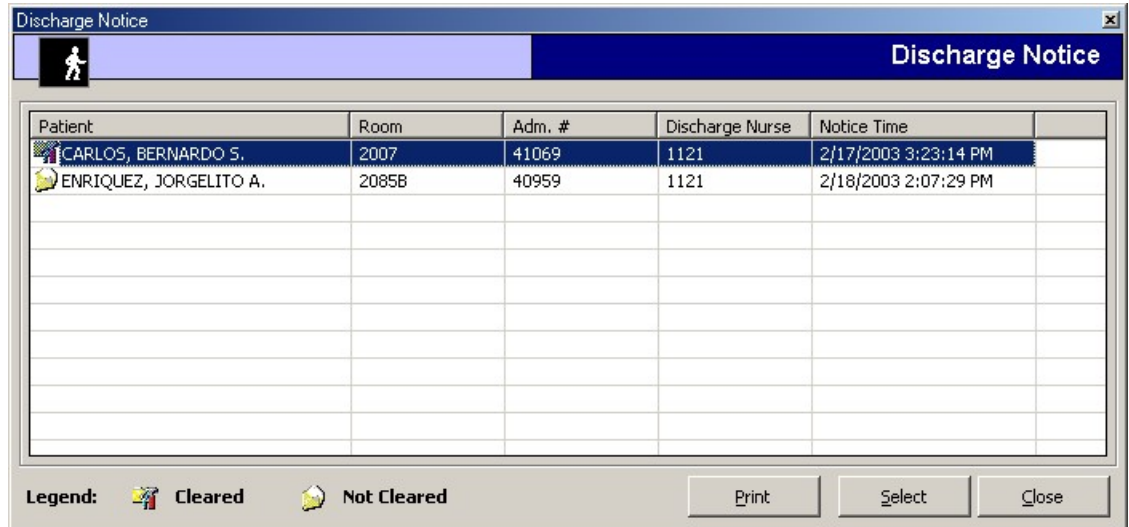 Discharge Notice
Discharge Notice
Patient Room Adm. # Discharge Nurse Notice Time
CARLOS, BERNARDO S. 2007 41069 1121 2/17/2003 3:23:14 PM
ENRIQUEZ, JORGELITO A. 2085B 40959 1121 2/18/2003 2:07:29 PM
Legend: Cleared Not Cleared Print Select Close